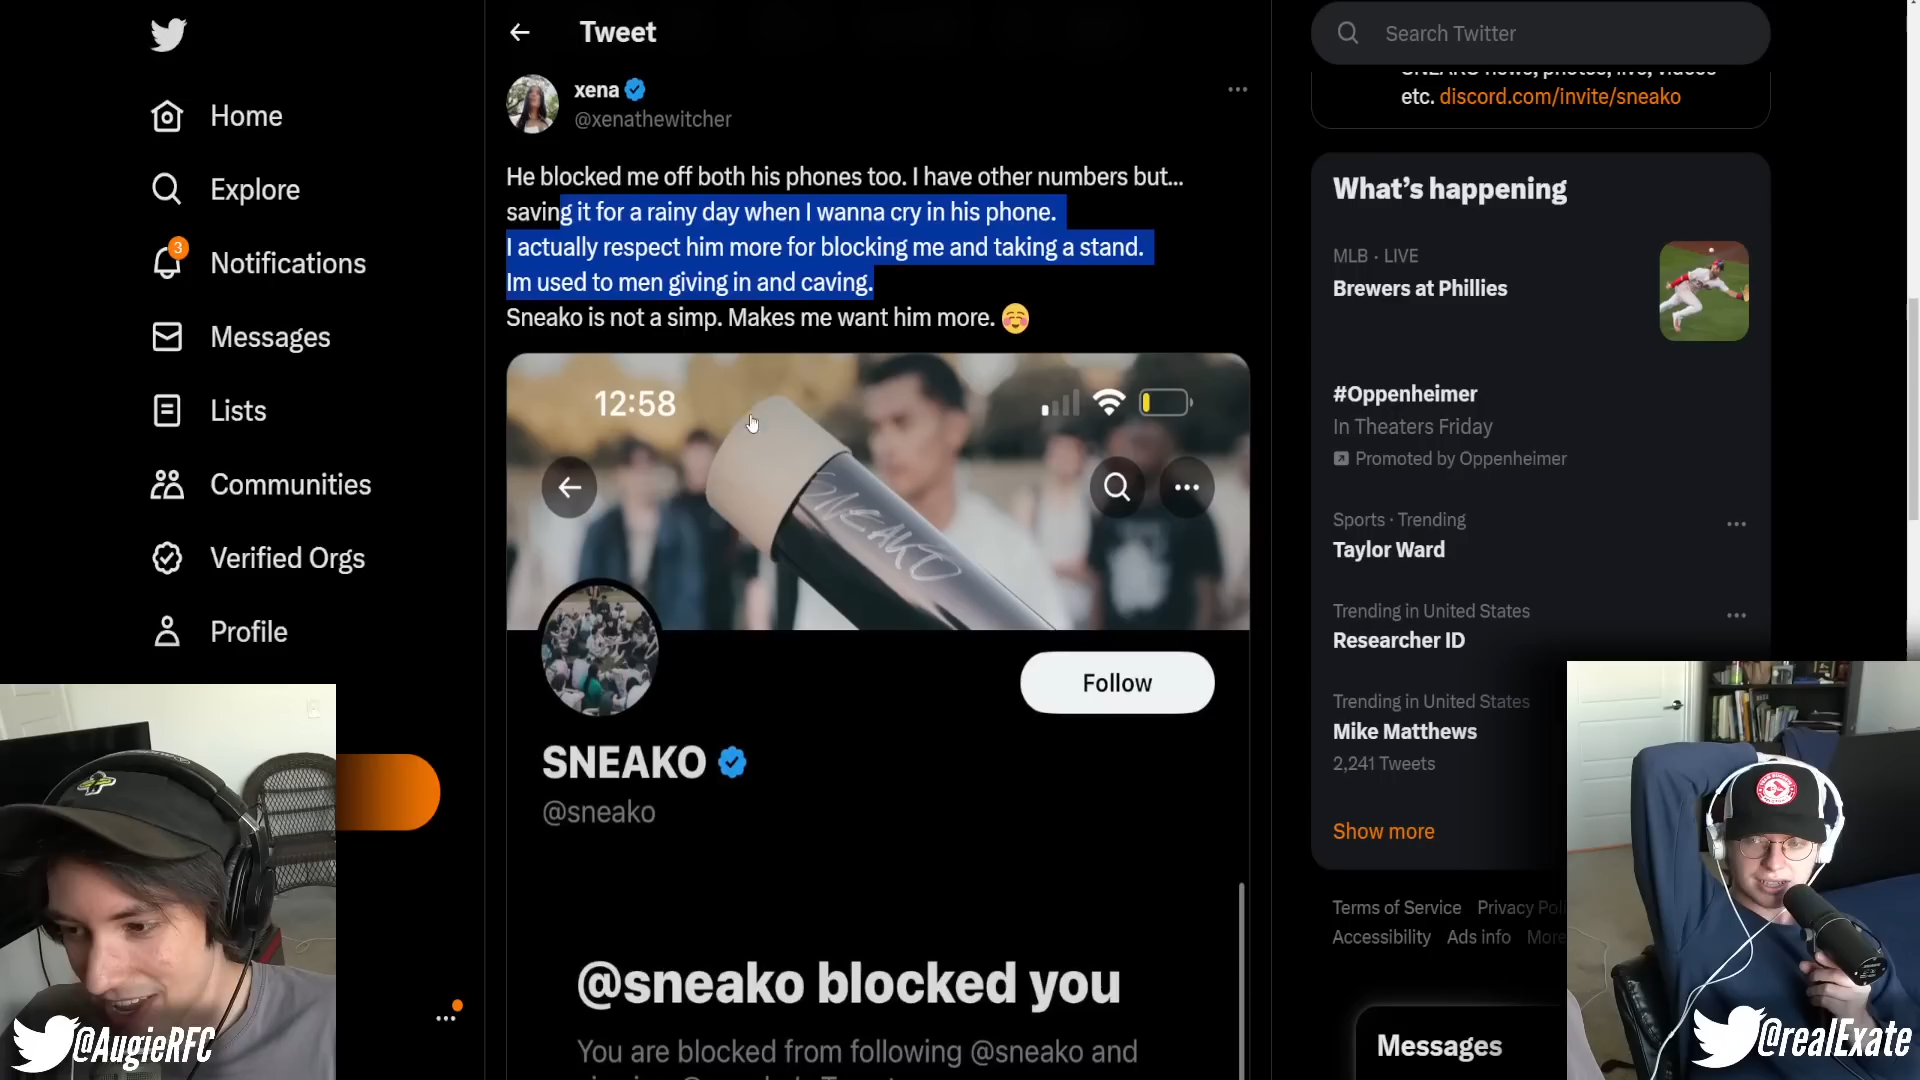 Home
Explore
3
Notifications
Messages
Lists
Communities
Verified Orgs
Profile
Tweet
xena
@xenathewitcher
He blocked me off both his phones too. I have other numbers but...
saving it for a rainy day when I wanna cry in his phone.
I actually respect him more for blocking me and taking a stand.
Im used to men giving in and caving.
Sneako is not a simp. Makes me want him more.
12:58
SNEAKO
Follow
SNEAKO
@sneako
@sneako blocked you
You are blocked from following @sneako and
Search Twitter
etc. discord.com/invite/sneako
What's happening
MLB · LIVE
Brewers at Phillies
#Oppenheimer
In Theaters Friday
Promoted by Oppenheimer
Sports · Trending
Taylor Ward
Trending in United States
Researcher ID
Trending in United States
Mike Matthews
2,241 Tweets
Show more
Terms of Service Privacy Poli
Accessibility Ads info More
Messages
@AugieRFC
@realExate